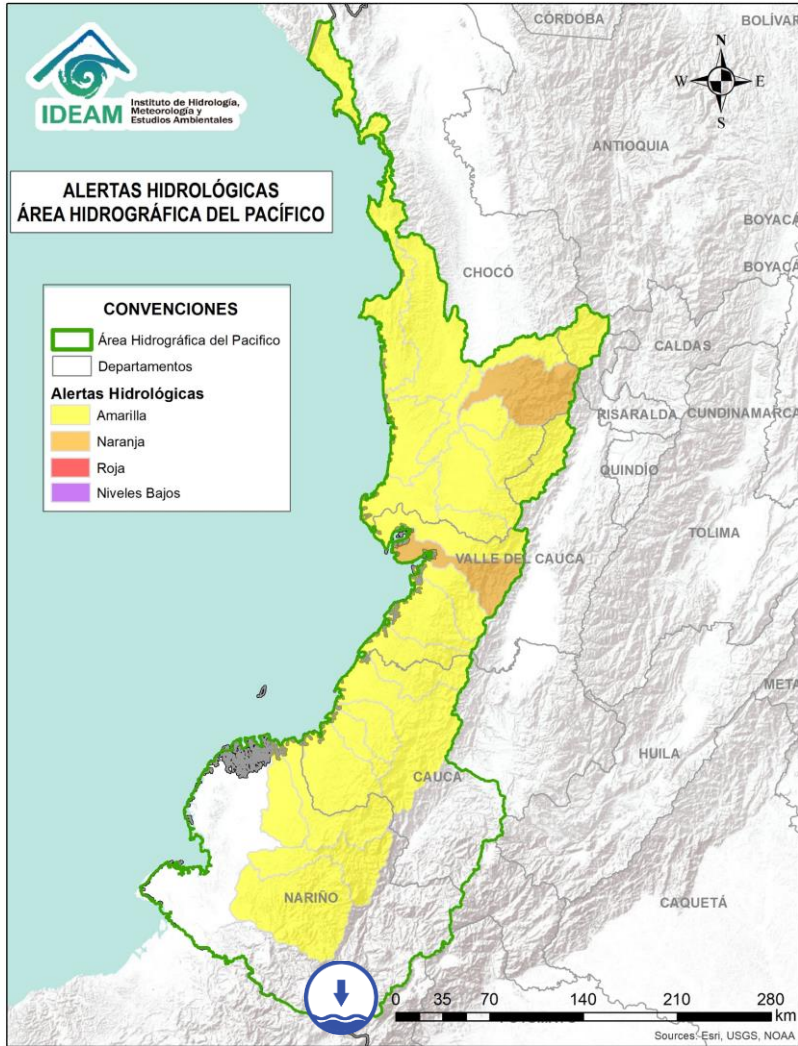 CÓRDOBA
BOLÍVAR
N
W
E
S
IDEAM
Instituto de Hidrología,
Meteorología y
Estudios Ambientales
ANTIOQUIA
ALERTAS HIDROLÓGICAS
ÁREA HIDROGRÁFICA DEL PACÍFICO
BOYACÁ
BOYACÁ
CHOCÓ
CONVENCIONES
Área Hidrográfica del Pacífico
Departamentos
Alertas Hidrológicas
Amarilla
Naranja
Roja
Niveles Bajos
CALDAS
RISARALDA
CUNDINAMARCA
QUINDÍO
TOLIMA
VALLE DEL CAUCA
META
HUILA
CAUCA
NARIÑO
CAQUETÁ
0 35 70 140 210 280
km
Sources: Esri, USGS, NOAA